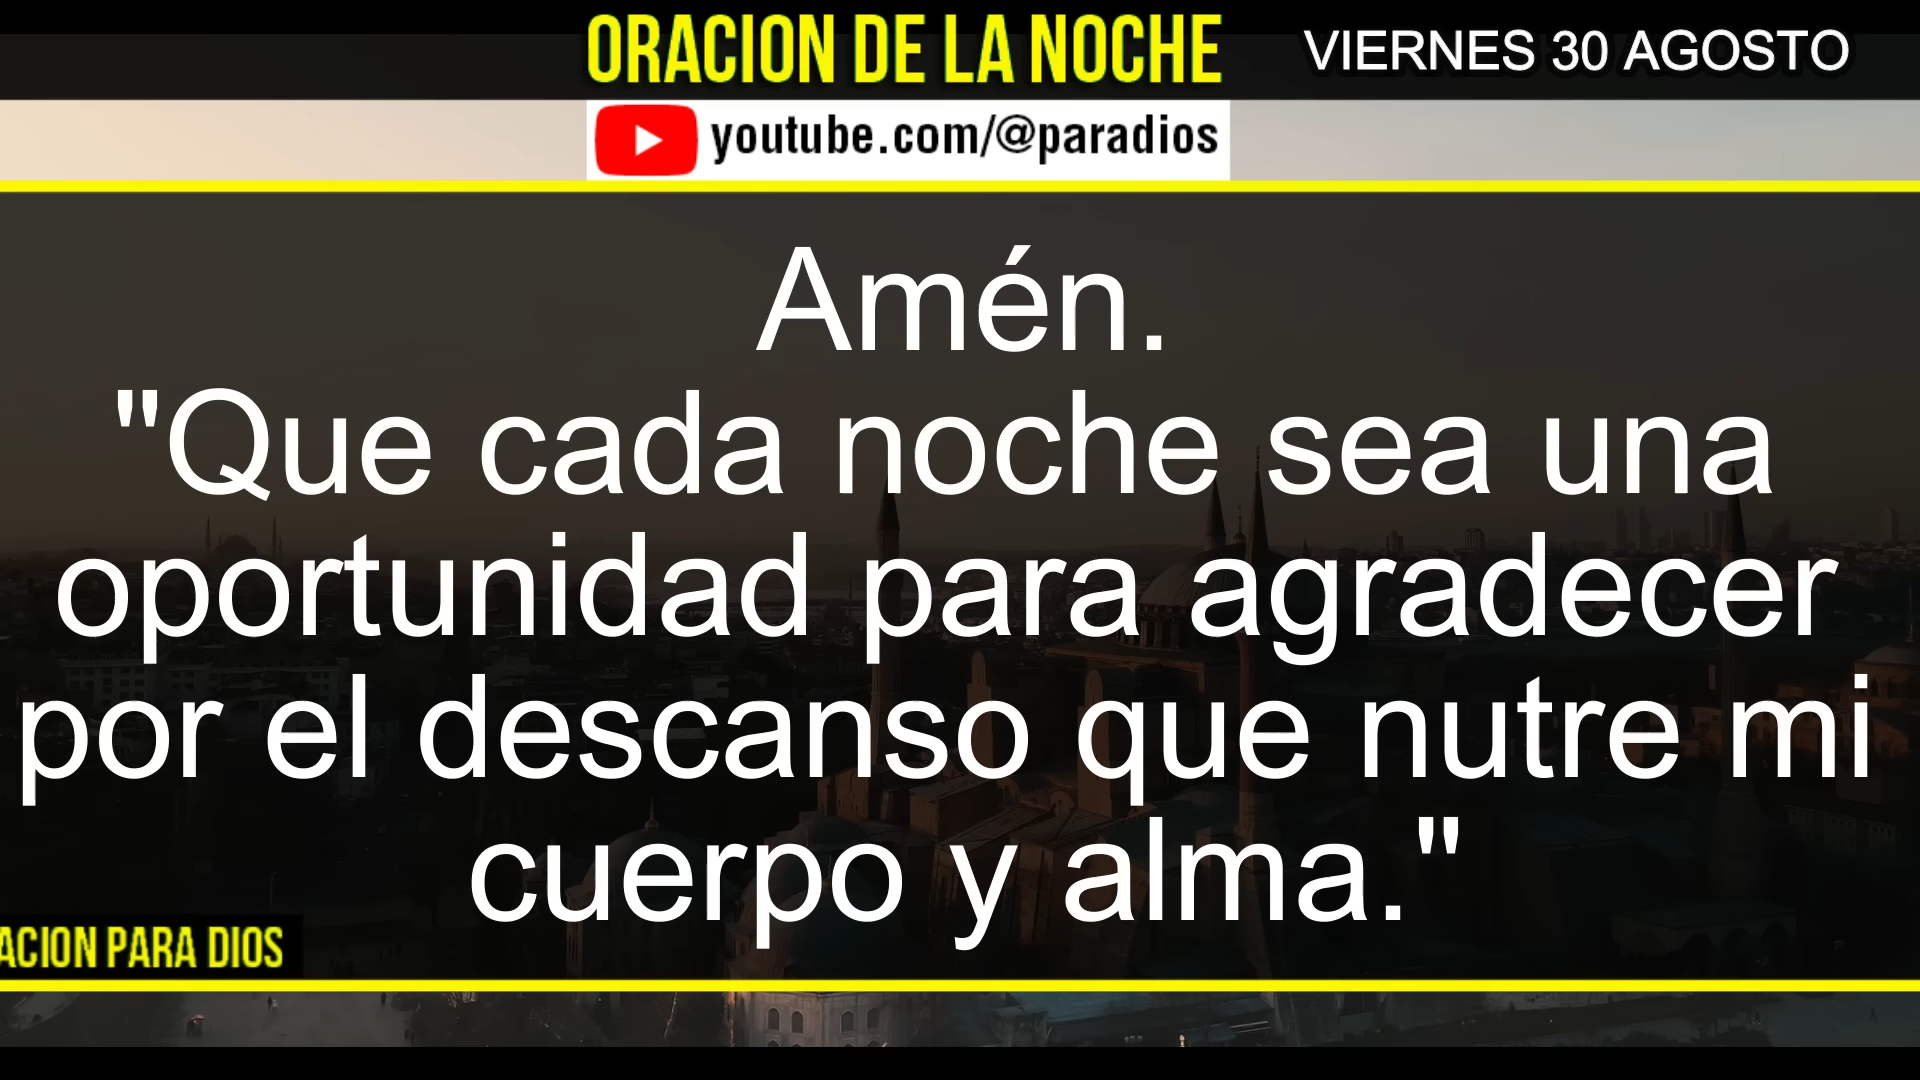 ORACION DE LA NOCHE
VIERNES 30 AGOSTO
youtube.com/@paradios
Amén.
"Que cada noche sea una
oportunidad para agradecer
por el descanso que nutre mi
cuerpo y alma."
ACION PARA DIOS